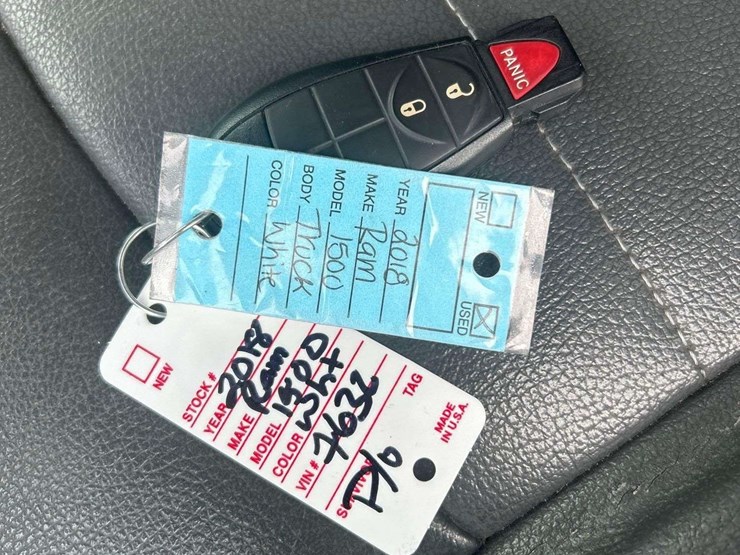 PANIC
NEW
USED
YEAR 2018
MAKE Ram
MODEL 1500
BODY Truck
COLOR White
NEW
STOCK #
YEAR 2018
MAKE Ram
MODEL 1500
COLOR Wht
VIN # 7632
TAG
MADE
IN U.S.A.